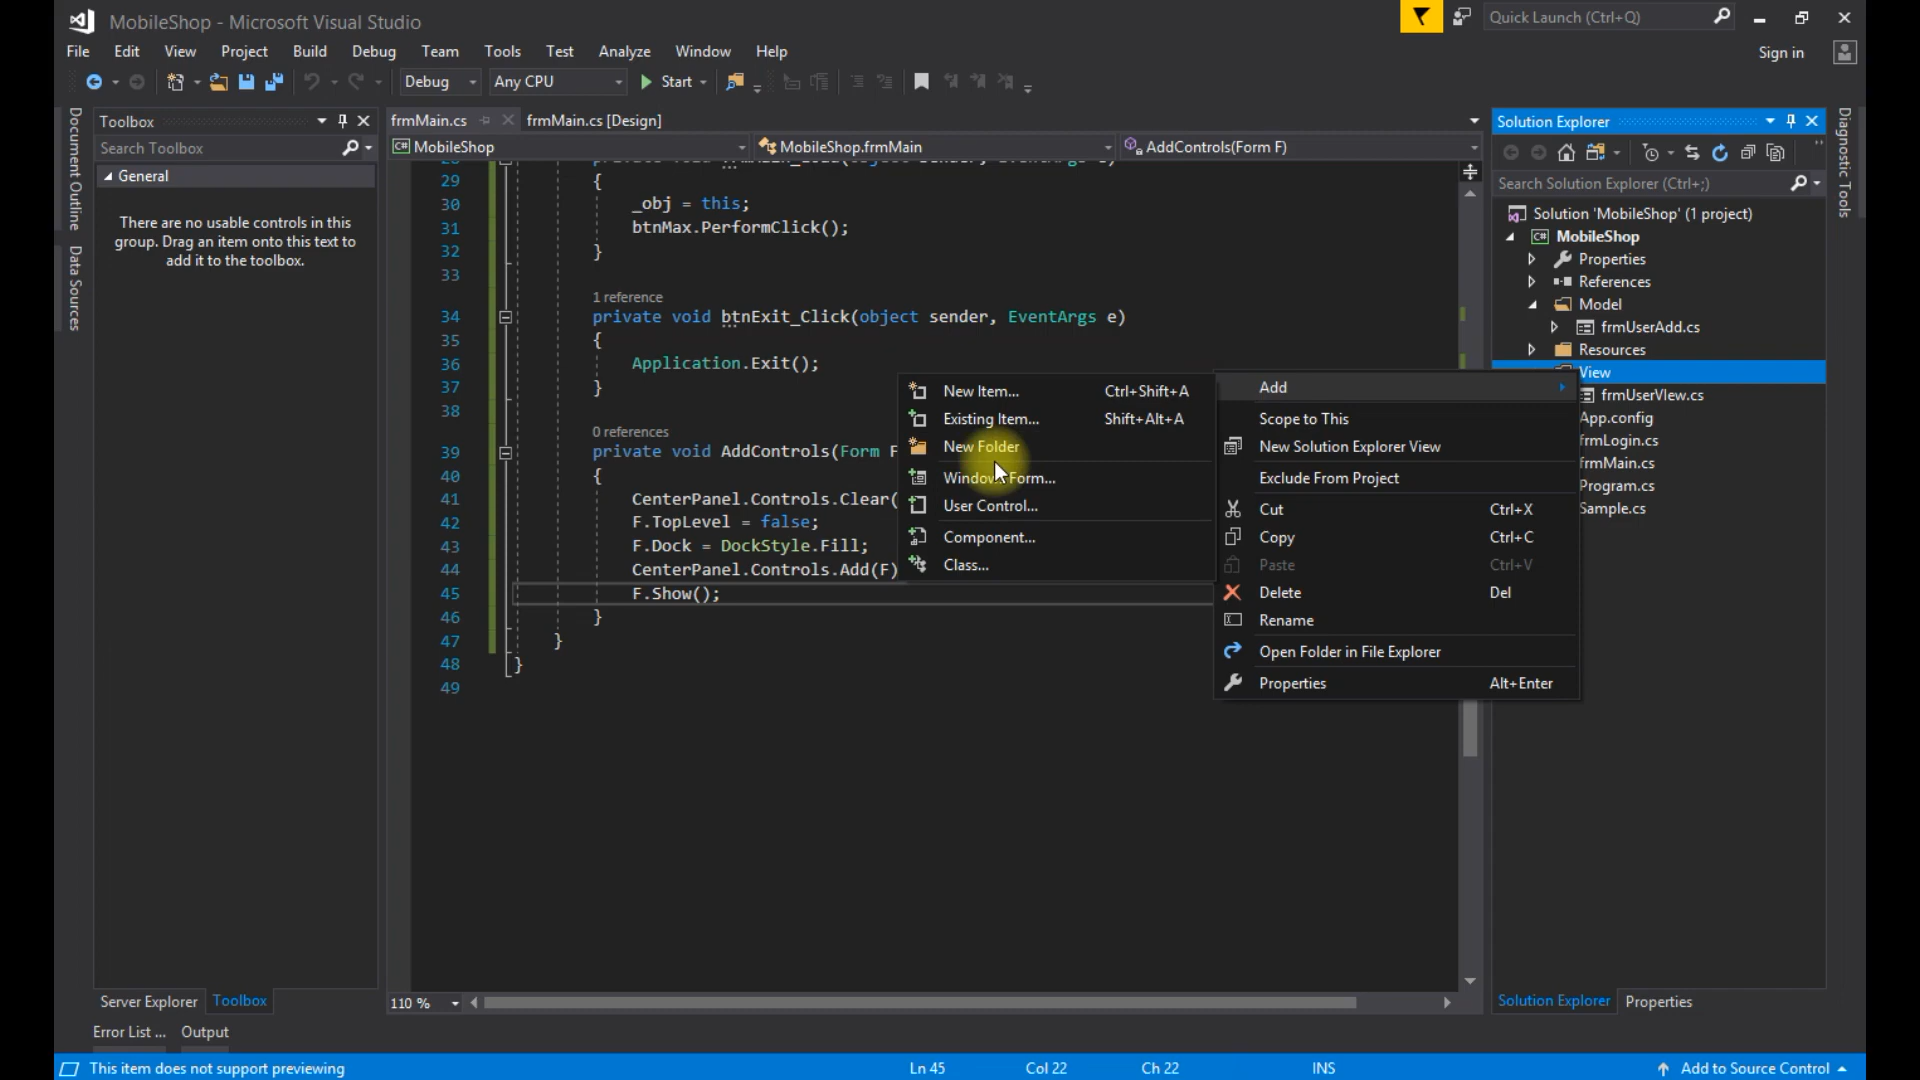 MobileShop - Microsoft Visual Studio
Quick Launch (Ctrl+Q)
File Edit View Project Build Debug Team Tools Test Analyze Window Help
Sign in
Debug Any CPU Start
Document Outline
Data Sources
Toolbox
Search Toolbox
General
There are no usable controls in this
group. Drag an item onto this text to
add it to the toolbox.
frmMain.cs frmMain.cs [Design]
MobileShop MobileShop.frmMain AddControls(Form F)
29 {
30 _obj = this;
31 btnMax.PerformClick();
32 }
33
1 reference
34 private void btnExit_Click(object sender, EventArgs e)
35 {
36 Application.Exit();
37 }
38
0 references
39 private void AddControls(Form F
40 {
41 CenterPanel.Controls.Clear(
42 F.TopLevel = false;
43 F.Dock = DockStyle.Fill;
44 CenterPanel.Controls.Add(F)
45 F.Show();
46 }
47 }
48 }
49
New Item... Ctrl+Shift+A
Existing Item... Shift+Alt+A
New Folder
Windows Form...
User Control...
Component...
Class...
Add
Scope to This
New Solution Explorer View
Exclude From Project
Cut Ctrl+X
Copy Ctrl+C
Paste Ctrl+V
Delete Del
Rename
Open Folder in File Explorer
Properties Alt+Enter
Solution Explorer
Search Solution Explorer (Ctrl+;)
Solution 'MobileShop' (1 project)
C# MobileShop
Properties
References
Model
frmUserAdd.cs
Resources
View
frmUserVIew.cs
App.config
frmLogin.cs
frmMain.cs
Program.cs
Sample.cs
Diagnostic Tools
110 %
Server Explorer Toolbox
Solution Explorer Properties
Error List ... Output
This item does not support previewing Ln 45 Col 22 Ch 22 INS Add to Source Control